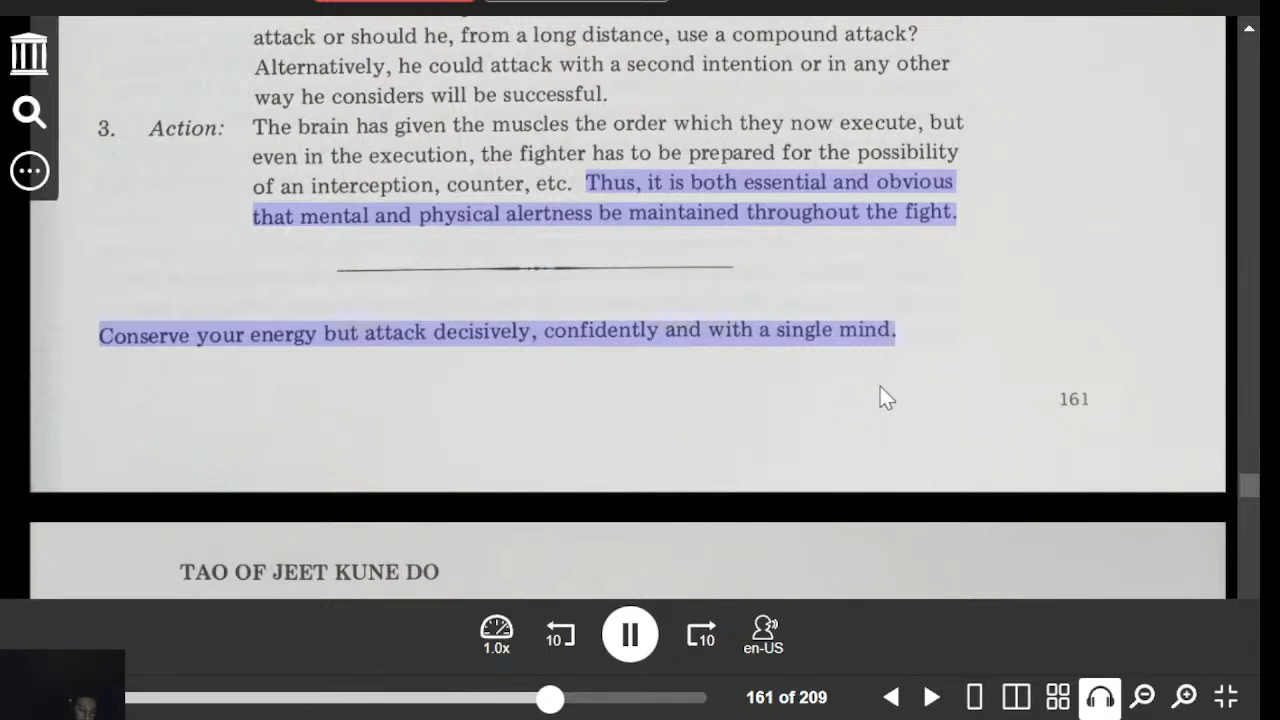 attack or should he, from a long distance, use a compound attack?
Alternatively, he could attack with a second intention or in any other
way he considers will be successful.
3. Action: The brain has given the muscles the order which they now execute, but
even in the execution, the fighter has to be prepared for the possibility
of an interception, counter, etc. Thus, it is both essential and obvious
that mental and physical alertness be maintained throughout the fight.
Conserve your energy but attack decisively, confidently and with a single mind.
161
TAO OF JEET KUNE DO
10
10
1.0x
en-US
161 of 209